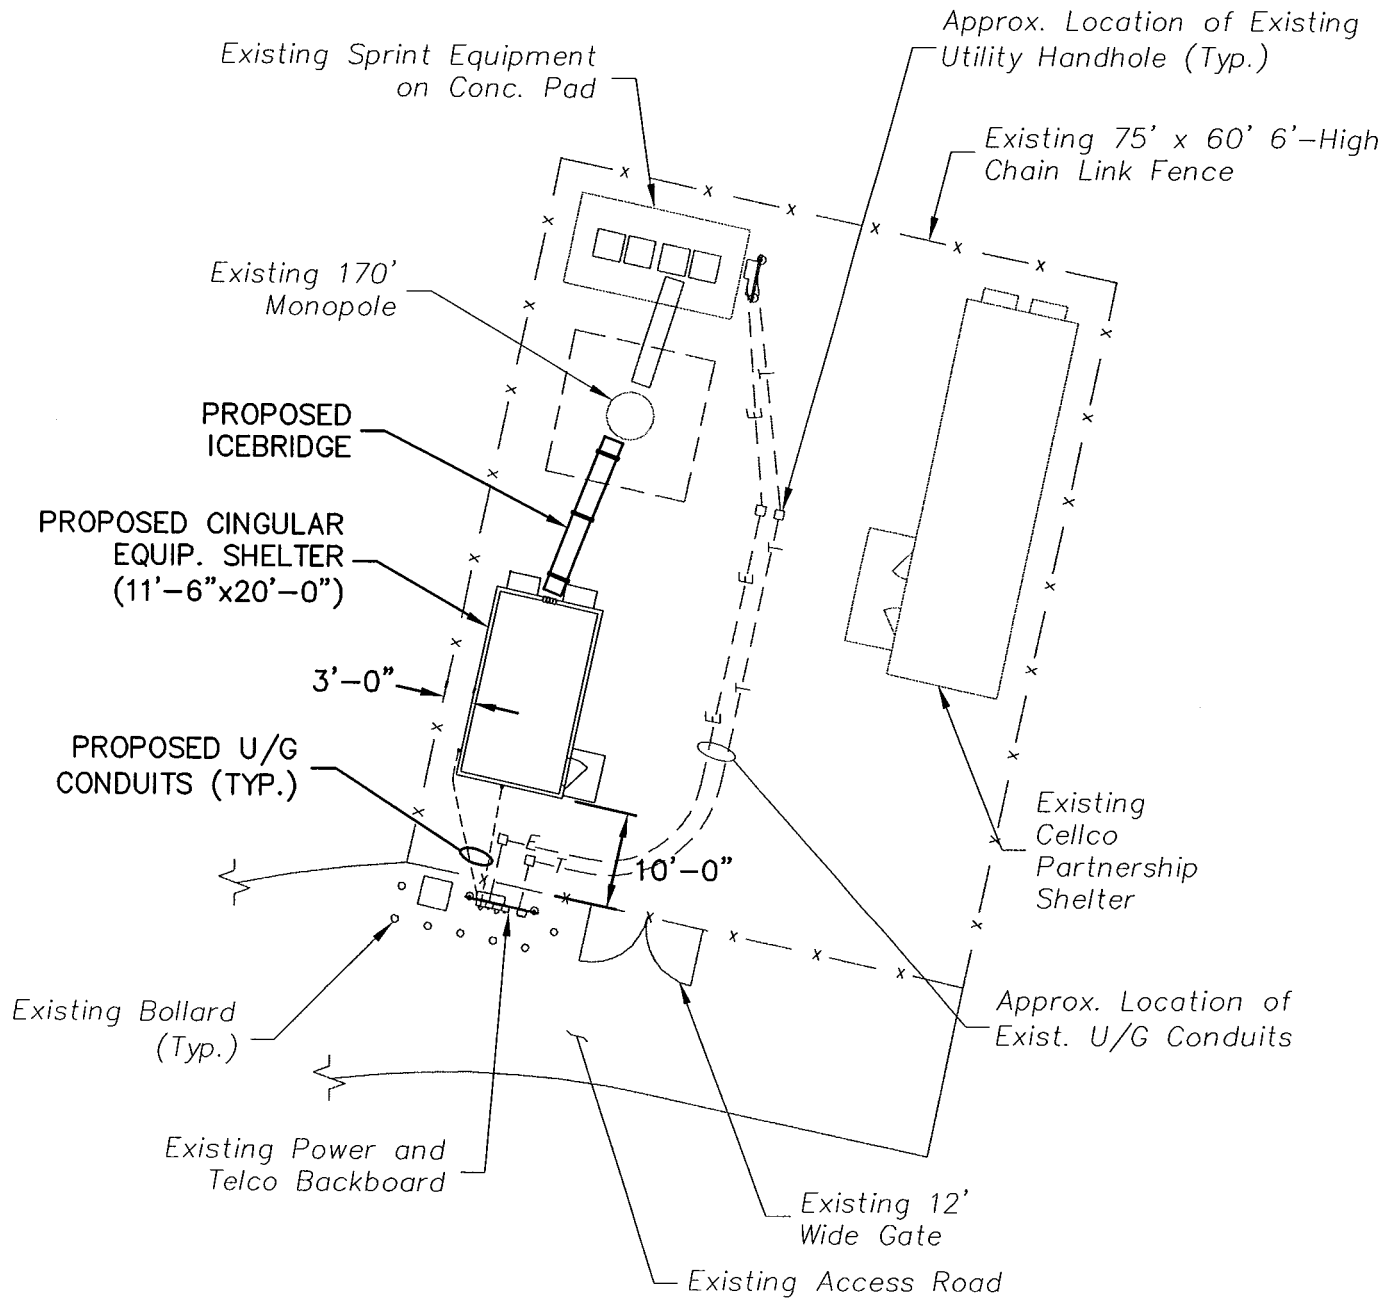 Approx. Location of Existing
Utility Handhole (Typ.)
Existing Sprint Equipment
on Conc. Pad
Existing 75' x 60' 6'-High
Chain Link Fence
Existing 170'
Monopole
PROPOSED
ICEBRIDGE
PROPOSED CINGULAR
EQUIP. SHELTER
(11'-6"x20'-0")
3'-0"
PROPOSED U/G
CONDUITS (TYP.)
10'-0"
Existing
Cellco
Partnership
Shelter
Existing Bollard
(Typ.)
Approx. Location of
Exist. U/G Conduits
Existing Power and
Telco Backboard
Existing 12'
Wide Gate
Existing Access Road
E
T
E
T
E
T
E
T